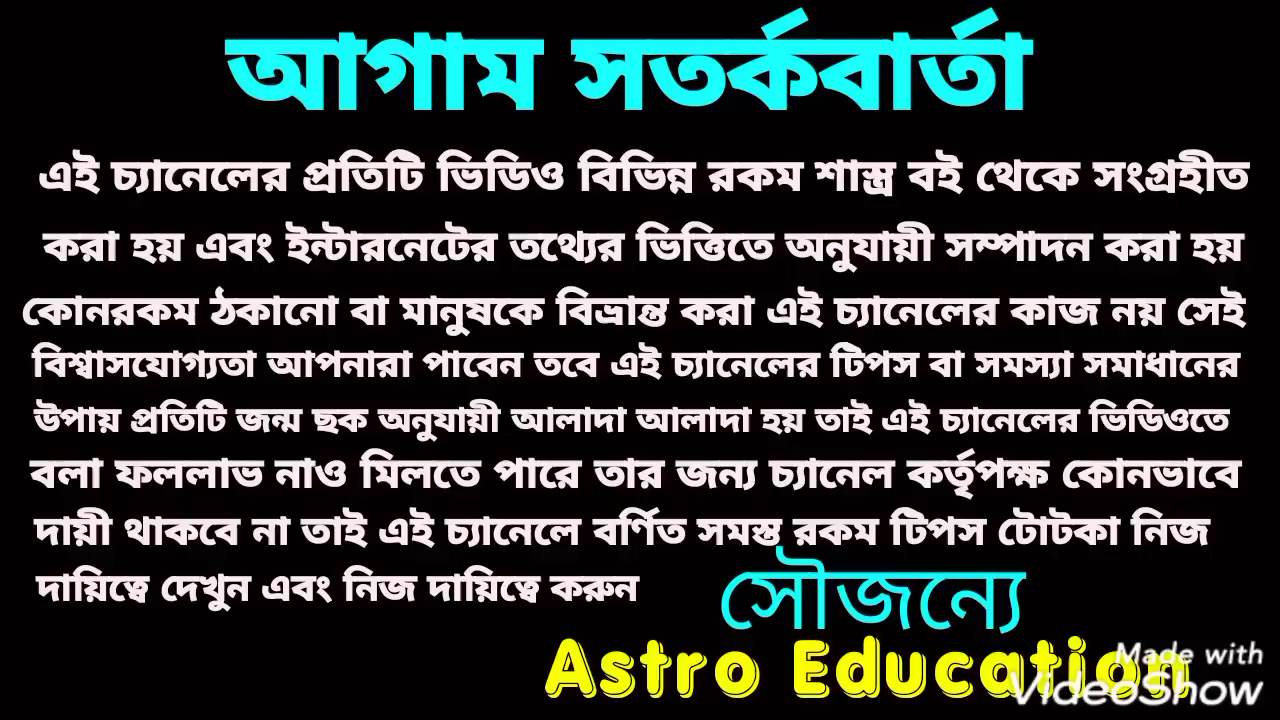 আগাম সতর্কবার্তা
এই চ্যানেলের প্রতিটি ভিডিও বিভিন্ন রকম শাস্ত্র বই থেকে সংগ্রহীত
করা হয় এবং ইন্টারনেটের তথ্যের ভিত্তিতে অনুযায়ী সম্পাদন করা হয়
কোনরকম ঠকানো বা মানুষকে বিভ্রান্ত করা এই চ্যানেলের কাজ নয় সেই
বিশ্বাসযোগ্যতা আপনারা পাবেন তবে এই চ্যানেলের টিপস বা সমস্যা সমাধানের
উপায় প্রতিটি জন্ম ছক অনুযায়ী আলাদা আলাদা হয় তাই এই চ্যানেলের ভিডিওতে
বলা ফললাভ নাও মিলতে পারে তার জন্য চ্যানেল কর্তৃপক্ষ কোনভাবে
দায়ী থাকবে না তাই এই চ্যানেলে বর্ণিত সমস্ত রকম টিপস টোটকা নিজ
দায়িত্বে দেখুন এবং নিজ দায়িত্বে করুন
সৌজন্যে
Astro Education
Made with
VideoShow